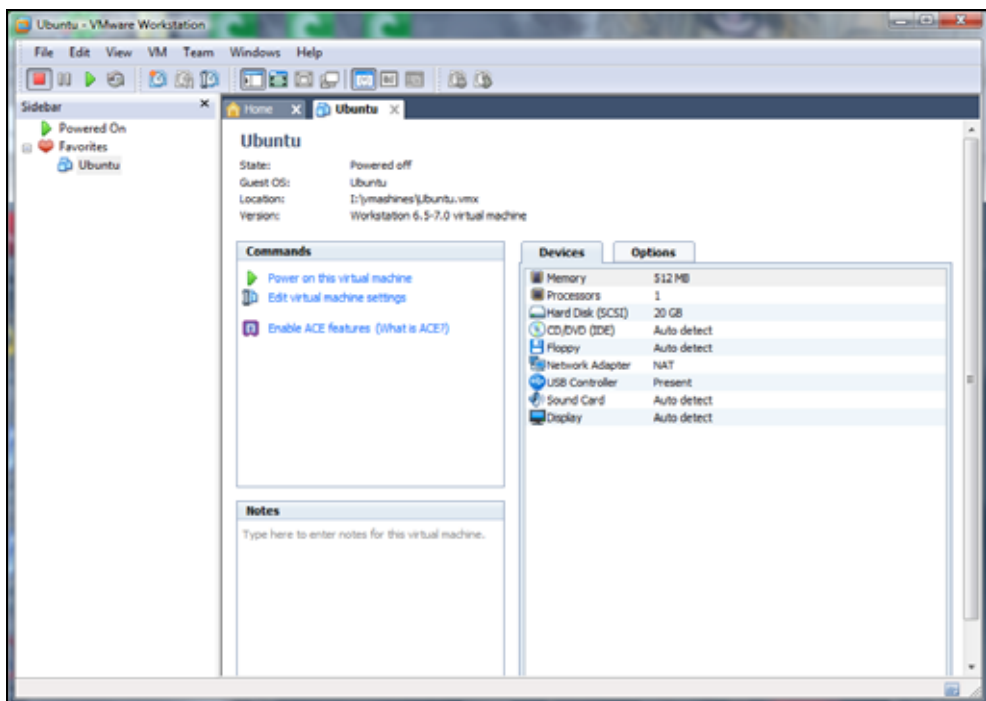 Ubuntu - VMware Workstation
File Edit View VM Team Windows Help
Sidebar
Powered On
Favorites
Ubuntu
Home
Ubuntu
Ubuntu
State: Powered off
Guest OS: Ubuntu
Location: I:\ymashines\Ubuntu.vmx
Version: Workstation 6.5-7.0 virtual machine
Commands
Power on this virtual machine
Edit virtual machine settings
Enable ACE features (What is ACE?)
Devices Options
Memory 512 MB
Processors 1
Hard Disk (SCSI) 20 GB
CD/DVD (IDE) Auto detect
Floppy Auto detect
Network Adapter NAT
USB Controller Present
Sound Card Auto detect
Display Auto detect
Notes
Type here to enter notes for this virtual machine.